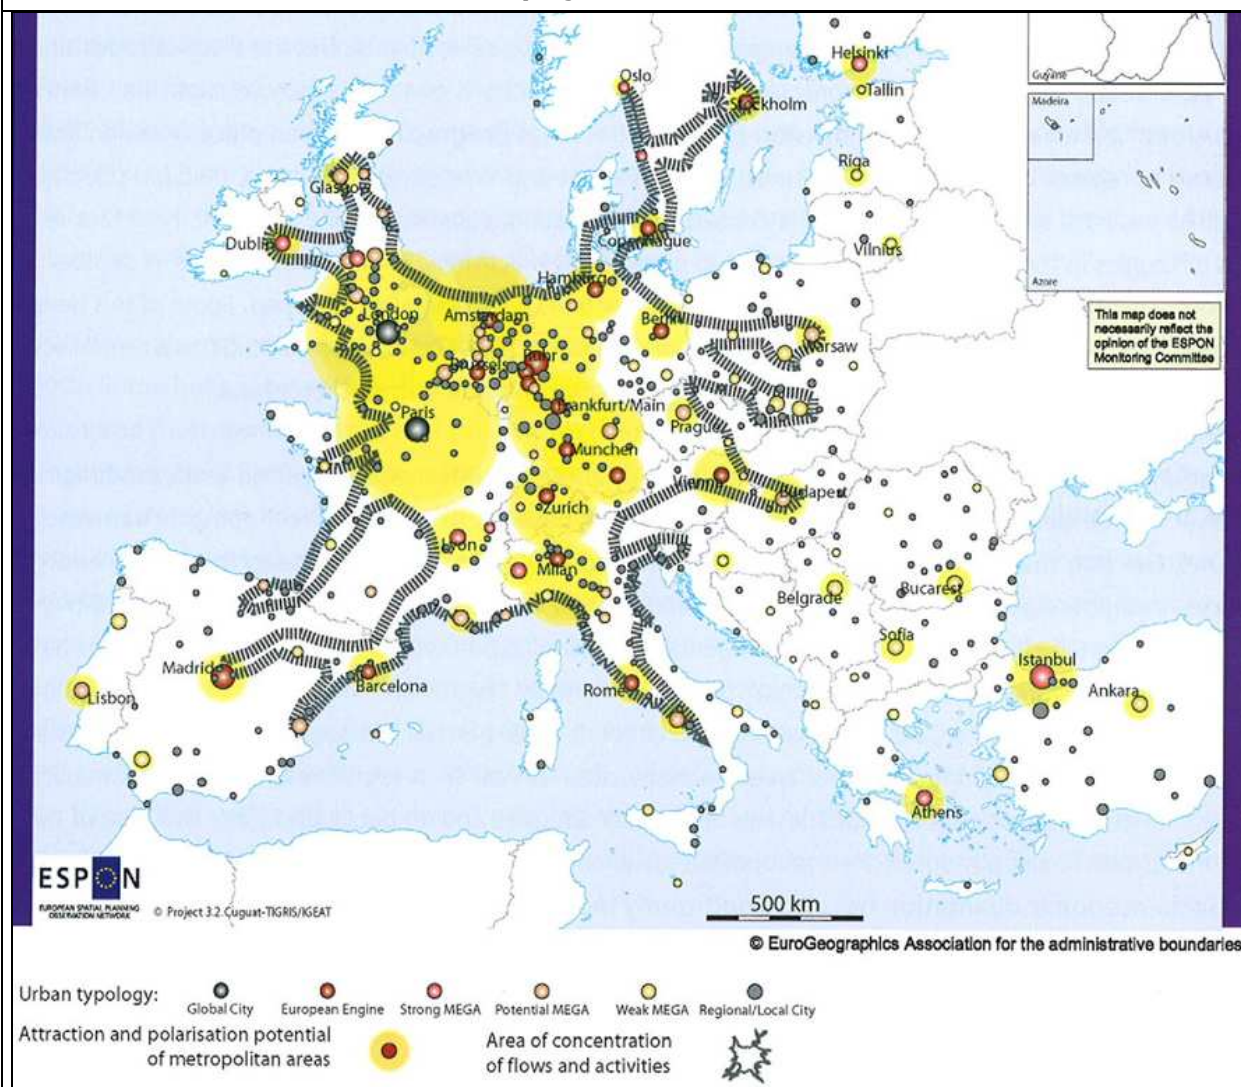 Guyane
Helsinki
Oslo
Tallin
Stockholm
Madeira
Riga
Glasgow
Dublin
Copenhague
Vilnius
Azore
Hamburg
London
Amsterdam
Berlin
Warsaw
This map does not
necessarily reflect the
opinion of the ESPON
Monitoring Committee
Ruhr
Brussels
Paris
Frankfurt/Main
Prague
Munchen
Vienna
Budapest
Zurich
Lyon
Milan
Belgrade
Bucarest
Sofia
Madrid
Barcelona
Rome
Istanbul
Ankara
Lisbon
Athens
ESPON
EUROPEAN SPATIAL PLANNING
OBSERVATION NETWORK
© Project 3.2.Cuguat-TIGRIS/IGEAT
500 km
© EuroGeographics Association for the administrative boundaries
Urban typology:
Global City
European Engine
Strong MEGA
Potential MEGA
Weak MEGA
Regional/Local City
Attraction and polarisation potential
of metropolitan areas
Area of concentration
of flows and activities